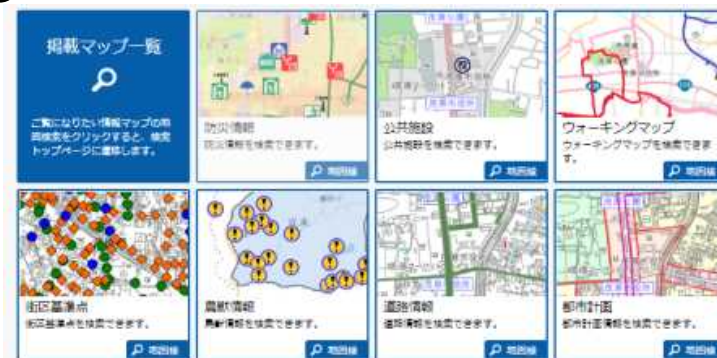 掲載マップ一覧
ご覧になりたい情報マップの地
図検索をクリックすると、検索
トップページに遷移します。
防災情報
防災情報を検索できます。
地図検
公共施設
公共施設を検索できます。
地図検
ウォーキングマップ
ウォーキングマップを検索できま
す。
地図検
街区基準点
街区基準点を検索できます。
地図検
鳥獣情報
鳥獣情報を検索できます。
地図検
道路情報
道路情報を検索できます。
地図検
都市計画
都市計画情報を検索できます。
地図検